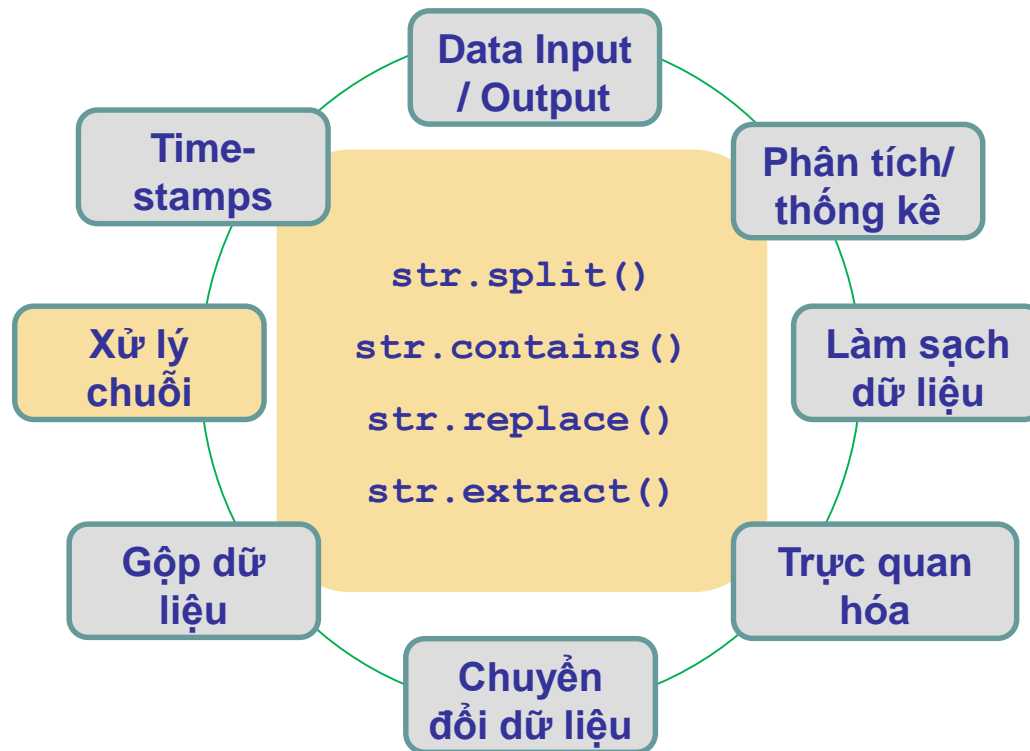 Data Input
/ Output
Time-
stamps
Phân tích/
thống kê
str.split()
str.contains()
str.replace()
str.extract()
Xử lý
chuỗi
Làm sạch
dữ liệu
Gộp dữ
liệu
Trực quan
hóa
Chuyển
đổi dữ liệu